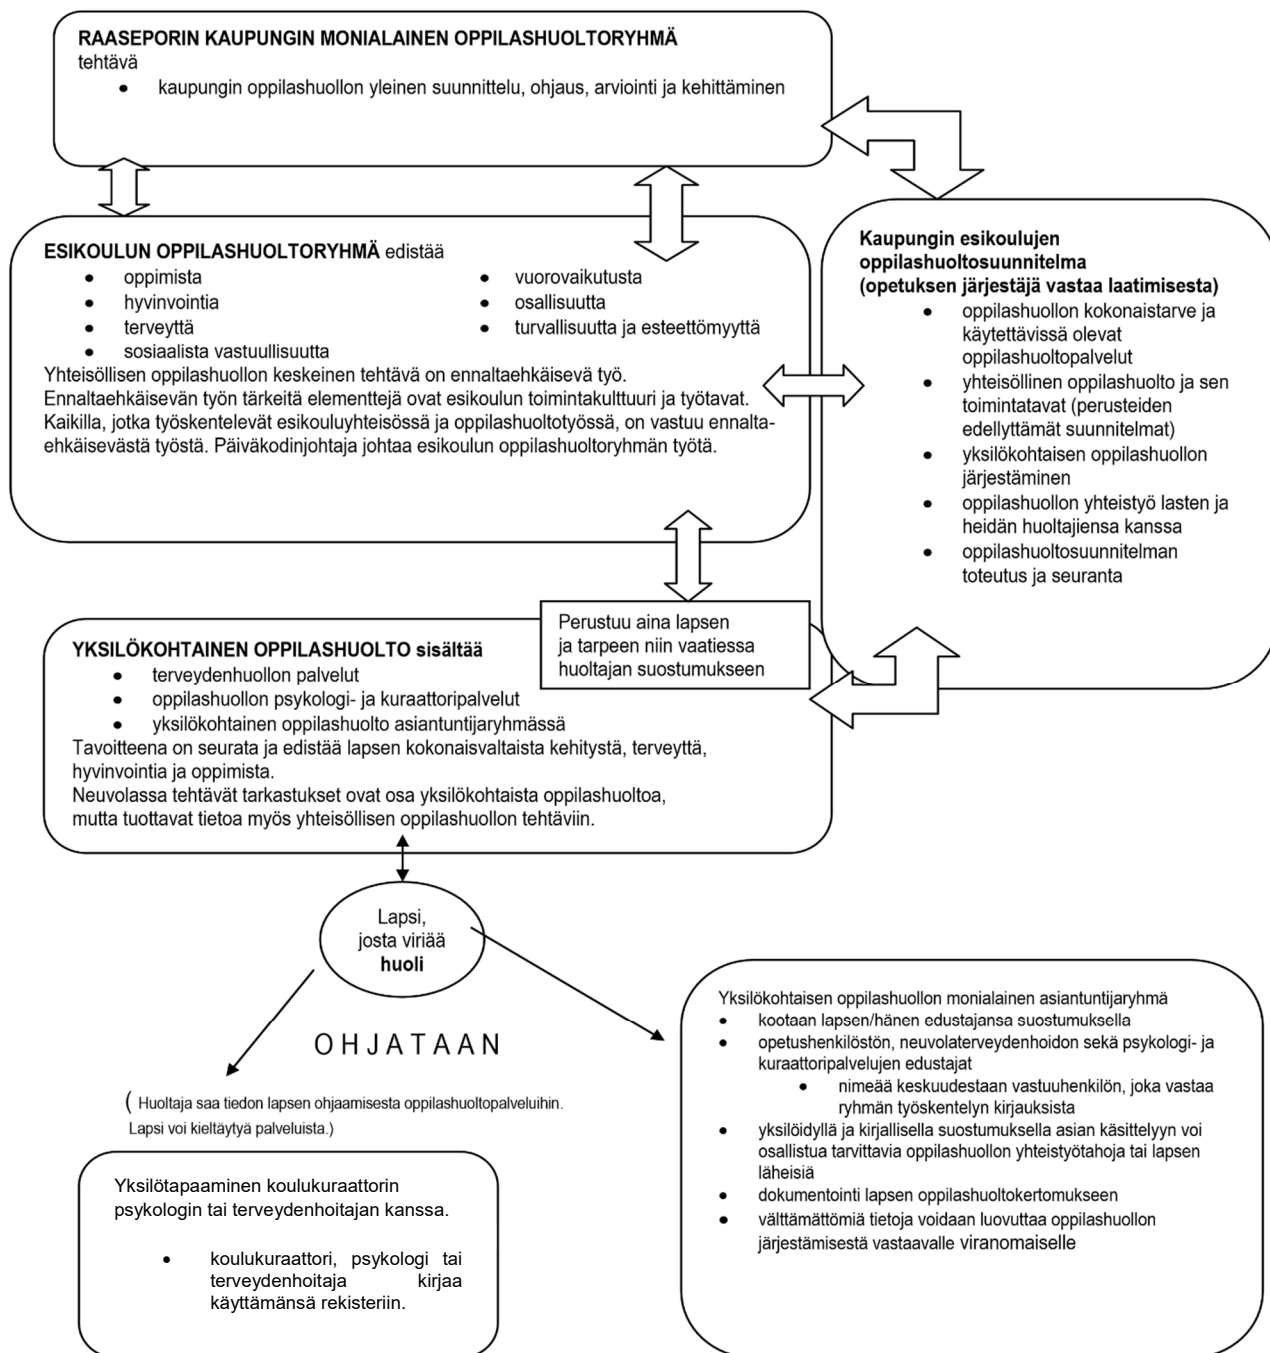 RAASEPORIN KAUPUNGIN MONIALAINEN OPPILASHUOLTORYHMÄ
tehtävä
• kaupungin oppilashuollon yleinen suunnittelu, ohjaus, arviointi ja kehittäminen
ESIKOULUN OPPILASHUOLTORYHMÄ edistää
• oppimista
• hyvinvointia
• terveyttä
• sosiaalista vastuullisuutta
• vuorovaikutusta
• osallisuutta
• turvallisuutta ja esteettömyyttä
Yhteisöllisen oppilashuollon keskeinen tehtävä on ennaltaehkäisevä työ.
Ennaltaehkäisevän työn tärkeitä elementtejä ovat esikoulun toimintakulttuuri ja työtavat.
Kaikilla, jotka työskentelevät esikouluyhteisössä ja oppilashuoltotyössä, on vastuu ennalta-
ehkäisevästä työstä. Päiväkodinjohtaja johtaa esikoulun oppilashuoltoryhmän työtä.
Kaupungin esikoulujen
oppilashuoltosuunnitelma
(opetuksen järjestäjä vastaa laatimisesta)
• oppilashuollon kokonaistarve ja
käytettävissä olevat
oppilashuoltopalvelut
• yhteisöllinen oppilashuolto ja sen
toimintatavat (perusteiden
edellyttämät suunnitelmat)
• yksilökohtaisen oppilashuollon
järjestäminen
• oppilashuollon yhteistyö lasten ja
heidän huoltajiensa kanssa
• oppilashuoltosuunnitelman
toteutus ja seuranta
Perustuu aina lapsen
ja tarpeen niin vaatiessa
huoltajan suostumukseen
YKSILÖKOHTAINEN OPPILASHUOLTO sisältää
• terveydenhuollon palvelut
• oppilashuollon psykologi- ja kuraattoripalvelut
• yksilökohtainen oppilashuolto asiantuntijaryhmässä
Tavoitteena on seurata ja edistää lapsen kokonaisvaltaista kehitystä, terveyttä,
hyvinvointia ja oppimista.
Neuvolassa tehtävät tarkastukset ovat osa yksilökohtaista oppilashuoltoa,
mutta tuottavat tietoa myös yhteisöllisen oppilashuollon tehtäviin.
Lapsi,
josta viriää
huoli
O H J A T A A N
( Huoltaja saa tiedon lapsen ohjaamisesta oppilashuoltopalveluihin.
Lapsi voi kieltäytyä palveluista.)
Yksilötapaaminen koulukuraattorin
psykologin tai terveydenhoitajan kanssa.
• koulukuraattori, psykologi tai
terveydenhoitaja kirjaa
käyttämänsä rekisteriin.
Yksilökohtaisen oppilashuollon monialainen asiantuntijaryhmä
• kootaan lapsen/hänen edustajansa suostumuksella
• opetushenkilöstön, neuvolaterveydenhoidon sekä psykologi- ja
kuraattoripalvelujen edustajat
• nimeää keskuudestaan vastuuhenkilön, joka vastaa
ryhmän työskentelyn kirjauksista
• yksilöidyllä ja kirjallisella suostumuksella asian käsittelyyn voi
osallistua tarvittavia oppilashuollon yhteistyötahoja tai lapsen
läheisiä
• dokumentointi lapsen oppilashuoltokertomukseen
• välttämättömiä tietoja voidaan luovuttaa oppilashuollon
järjestämisestä vastaavalle viranomaiselle